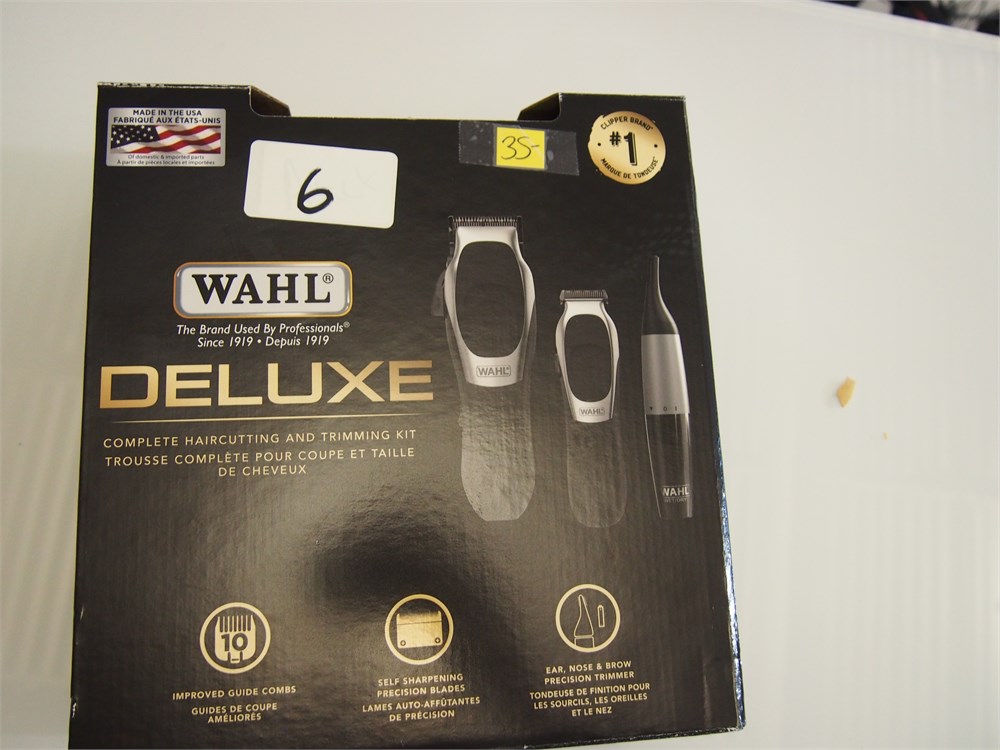 MADE IN THE USA
FABRIQUÉ AUX ÉTATS-UNIS
Of domestic & imported parts
À partir de pièces locales et importées
6
35-
CLIPPER BRAND
#1
MARQUE DE TONDEUSE
WAHL®
The Brand Used By Professionals®
Since 1919 • Depuis 1919
DELUXE
COMPLETE HAIRCUTTING AND TRIMMING KIT
TROUSSE COMPLÈTE POUR COUPE ET TAILLE
DE CHEVEUX
WAHL
WAHL
WAHL
10
IMPROVED GUIDE COMBS
GUIDES DE COUPE
AMÉLIORÉS
SELF SHARPENING
PRECISION BLADES
LAMES AUTO-AFFÛTANTES
DE PRÉCISION
EAR, NOSE & BROW
PRECISION TRIMMER
TONDEUSE DE FINITION POUR
LES SOURCILS, LES OREILLES
ET LE NEZ